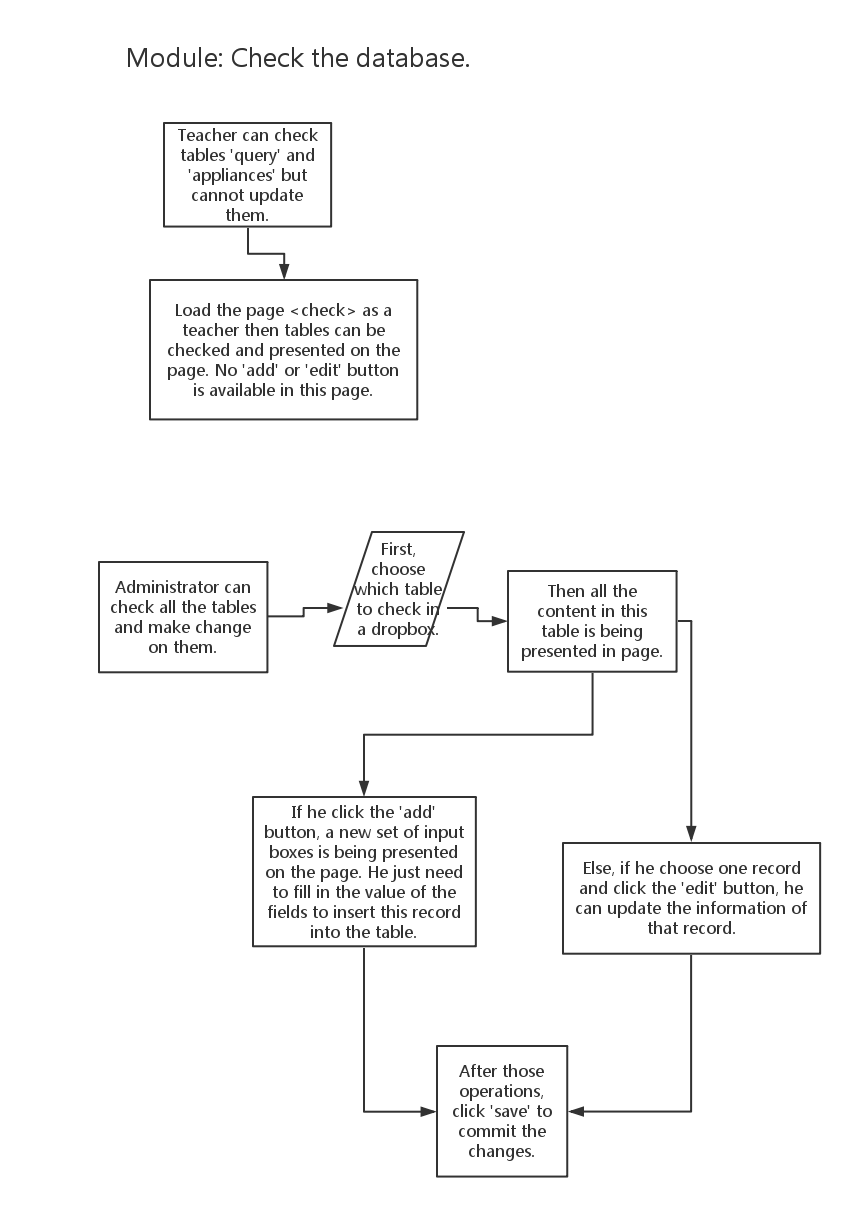 Module: Check the database.
Teacher can check
tables 'query' and
'appliances' but
cannot update
them.
Load the page <check> as a
teacher then tables can be
checked and presented on the
page. No 'add' or 'edit' button
is available in this page.
Administrator can
check all the tables
and make change
on them.
First,
choose
which table
to check in
a dropbox.
Then all the
content in this
table is being
presented in page.
If he click the 'add'
button, a new set of input
boxes is being presented
on the page. He just need
to fill in the value of the
fields to insert this record
into the table.
Else, if he choose one record
and click the 'edit' button, he
can update the information of
that record.
After those
operations,
click 'save' to
commit the
changes.